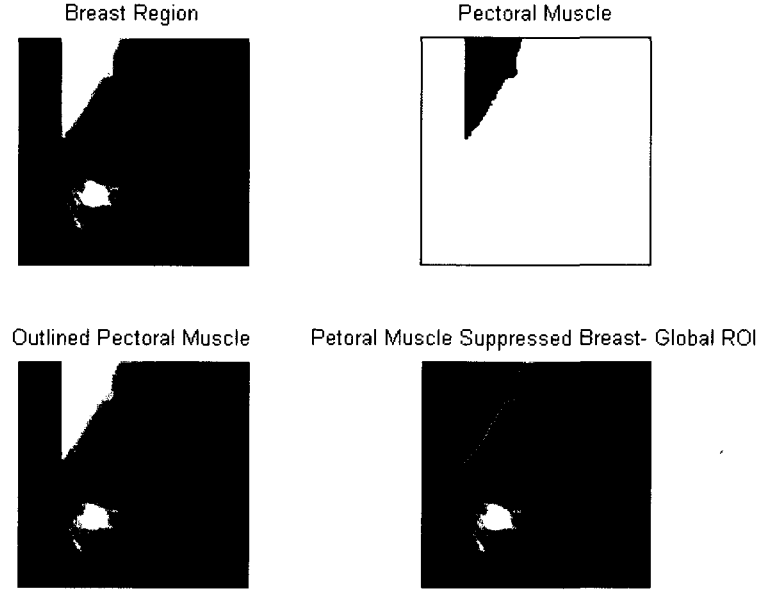 Breast Region
Pectoral Muscle
Outlined Pectoral Muscle
Petoral Muscle Suppressed Breast- Global ROI